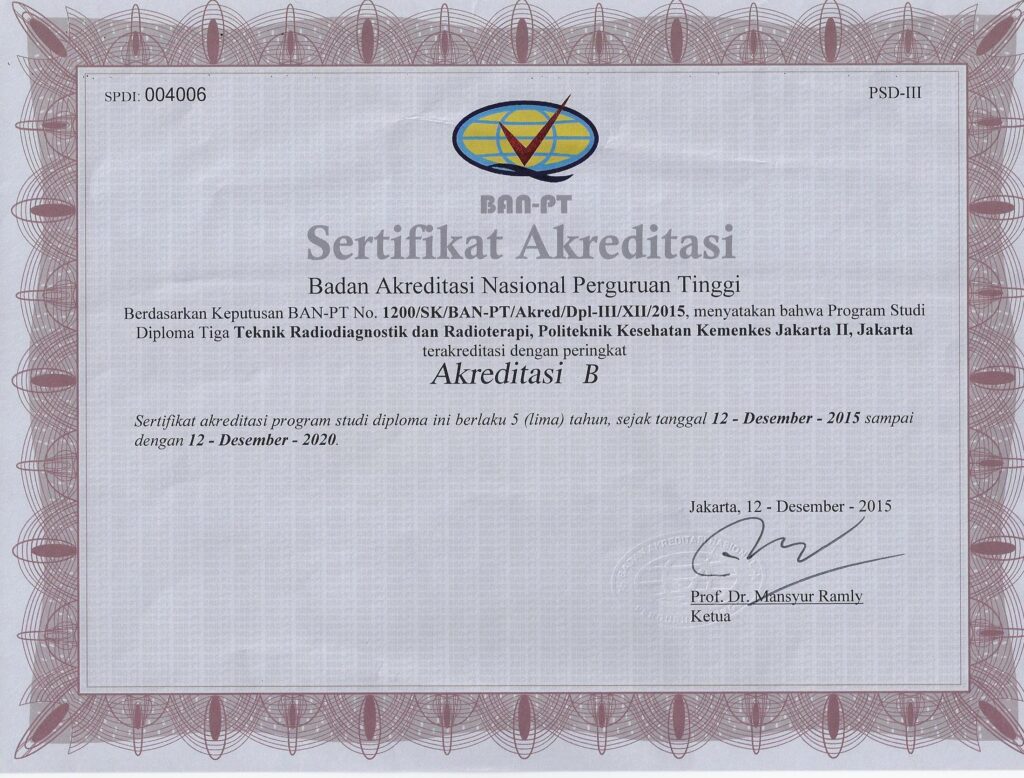 SPDI: 004006
PSD-III
BAN-PT
Sertifikat Akreditasi
Badan Akreditasi Nasional Perguruan Tinggi
Berdasarkan Keputusan BAN-PT No. 1200/SK/BAN-PT/Akred/Dpl-III/XII/2015, menyatakan bahwa Program Studi
Diploma Tiga Teknik Radiodiagnostik dan Radioterapi, Politeknik Kesehatan Kemenkes Jakarta II, Jakarta
terakreditasi dengan peringkat
Akreditasi B
Sertifikat akreditasi program studi diploma ini berlaku 5 (lima) tahun, sejak tanggal 12 - Desember - 2015 sampai
dengan 12 - Desember - 2020.
Jakarta, 12 - Desember - 2015
Prof. Dr. Mansyur Ramly
Ketua